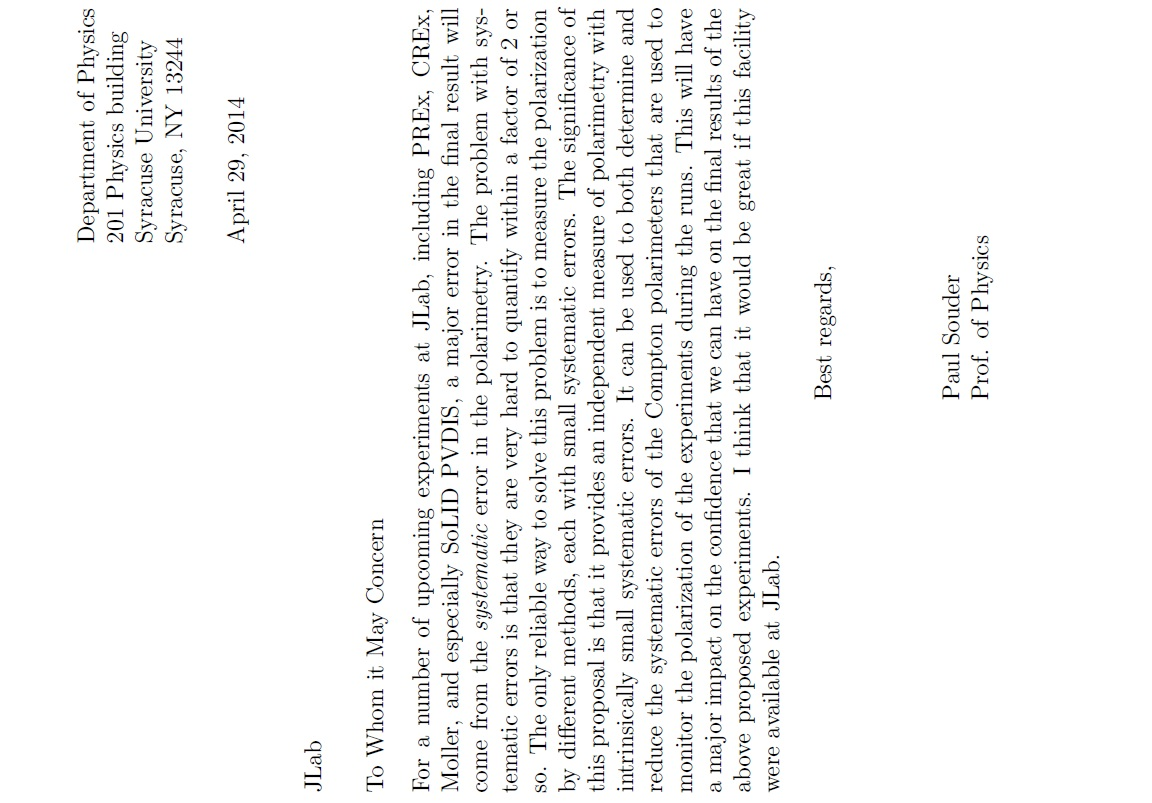 Department of Physics
201 Physics building
Syracuse University
Syracuse, NY 13244
April 29, 2014
JLab
To Whom it May Concern
For a number of upcoming experiments at JLab, including PREx, CREx,
Moller, and especially SoLID PVDIS, a major error in the final result will
come from the systematic error in the polarimetry. The problem with sys-
tematic errors is that they are very hard to quantify within a factor of 2 or
so. The only reliable way to solve this problem is to measure the polarization
by different methods, each with small systematic errors. The significance of
this proposal is that it provides an independent measure of polarimetry with
intrinsically small systematic errors. It can be used to both determine and
reduce the systematic errors of the Compton polarimeters that are used to
monitor the polarization of the experiments during the runs. This will have
a major impact on the confidence that we can have on the final results of the
above proposed experiments. I think that it would be great if this facility
were available at JLab.
Best regards,
Paul Souder
Prof. of Physics